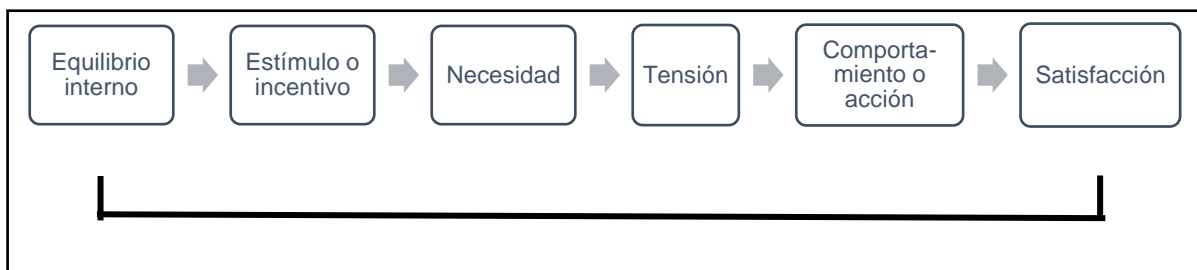 Equilibrio
interno
Estímulo o
incentivo
Necesidad
Tensión
Comporta-
miento o
acción
Satisfacción